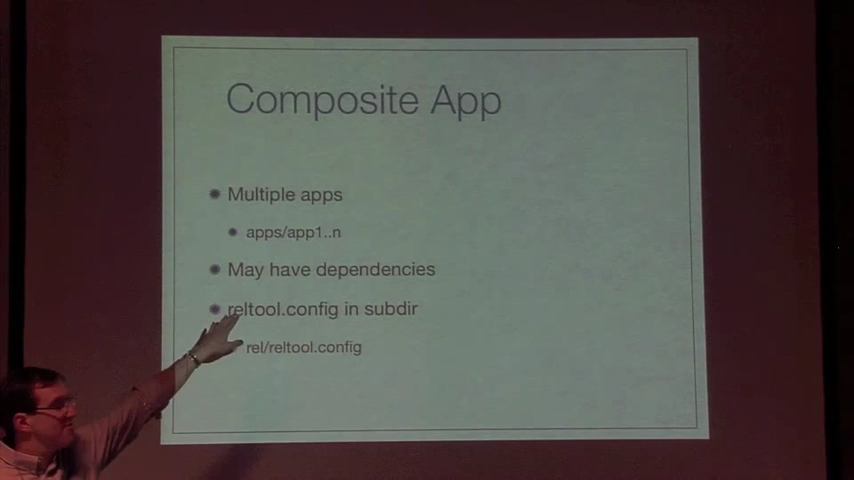 Composite App
Multiple apps
apps/app1..n
May have dependencies
reltool.config in subdir
rel/reltool.config